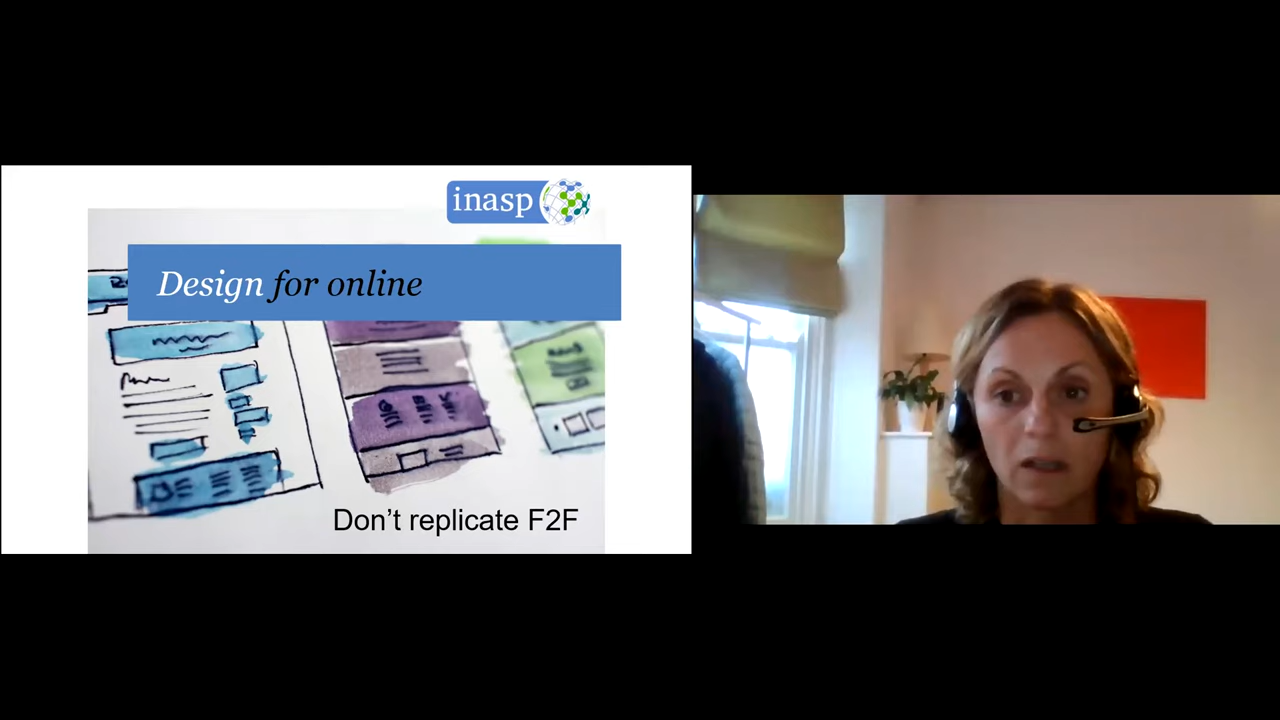 inasp
Design for online
Don’t replicate F2F